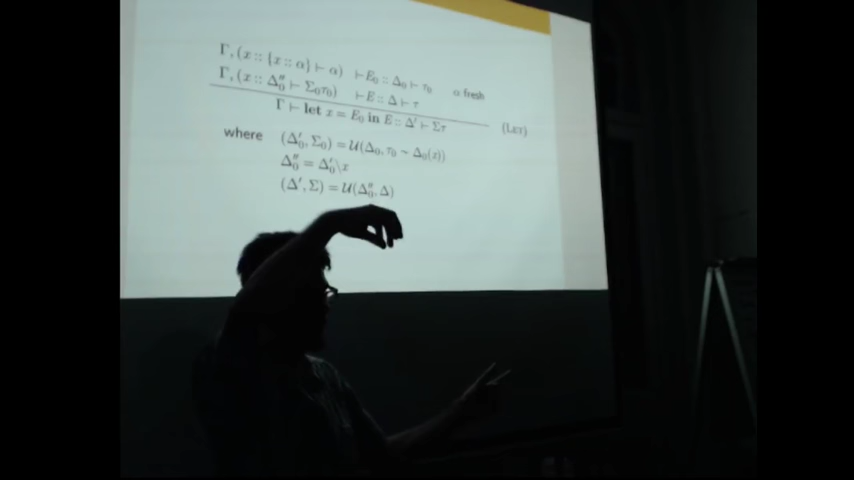 Γ, (x :: {x :: α} ⊢ α) ⊢ E₀ :: Δ₀ ⊢ τ₀ α fresh
Γ, (x :: Δ₀″ ⊢ Σ₀τ₀) ⊢ E :: Δ ⊢ τ
Γ ⊢ let x = E₀ in E :: Δ′ ⊢ Στ (LET)
where (Δ₀′, Σ₀) = 𝒰(Δ₀, τ₀ ~ Δ₀(x))
Δ₀″ = Δ₀′\x
(Δ′, Σ) = 𝒰(Δ₀″, Δ)